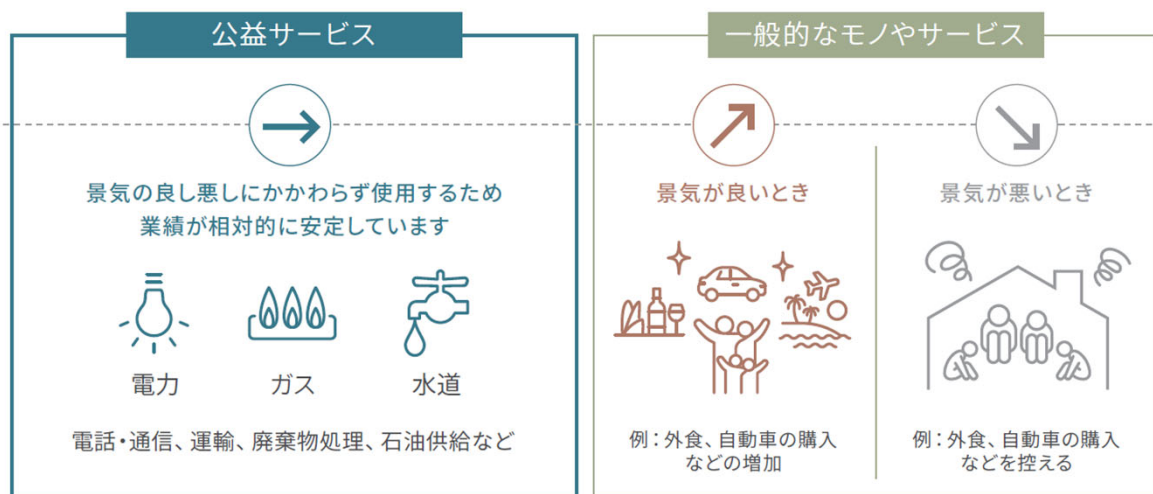 公益サービス
景気の良し悪しにかかわらず使用するため
業績が相対的に安定しています
電力
ガス
水道
電話・通信、運輸、廃棄物処理、石油供給など
一般的なモノやサービス
景気が良いとき
例：外食、自動車の購入
などの増加
景気が悪いとき
例：外食、自動車の購入
などを控える